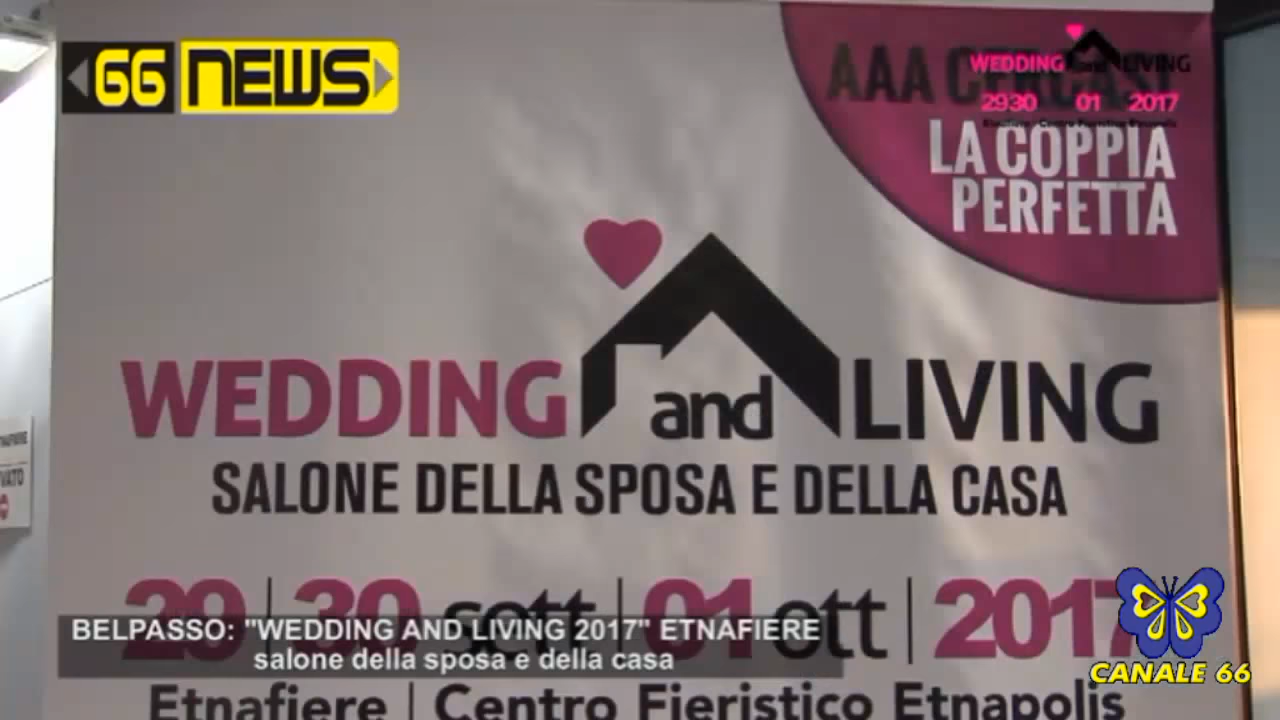 66 NEWS
AAA CERCASI
LA COPPIA
PERFETTA
WEDDING and LIVING
2930 01 2017
WEDDING and LIVING
SALONE DELLA SPOSA E DELLA CASA
29 | 30 sett | 01 ott | 2017
Etnafiere | Centro Fieristico Etnapolis
BELPASSO: "WEDDING AND LIVING 2017" ETNAFIERE
salone della sposa e della casa
CANALE 66